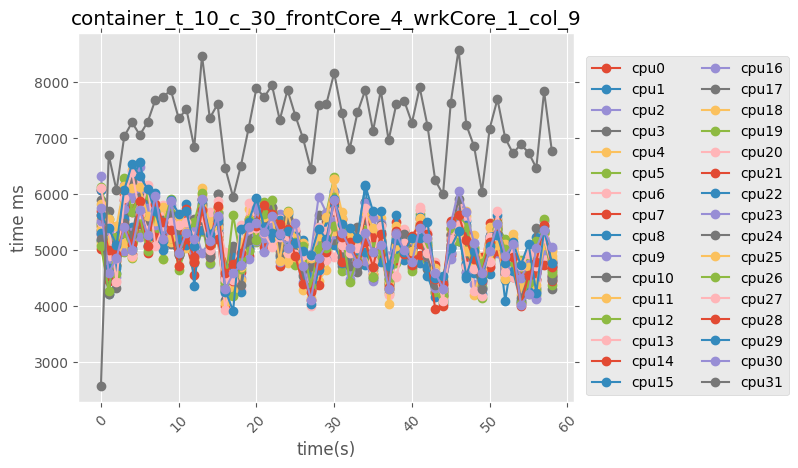 container_t_10_c_30_frontCore_4_wrkCore_1_col_9
8000
7000
6000
5000
4000
3000
time ms
0
10
20
30
40
50
60
time(s)
cpu0
cpu1
cpu2
cpu3
cpu4
cpu5
cpu6
cpu7
cpu8
cpu9
cpu10
cpu11
cpu12
cpu13
cpu14
cpu15
cpu16
cpu17
cpu18
cpu19
cpu20
cpu21
cpu22
cpu23
cpu24
cpu25
cpu26
cpu27
cpu28
cpu29
cpu30
cpu31